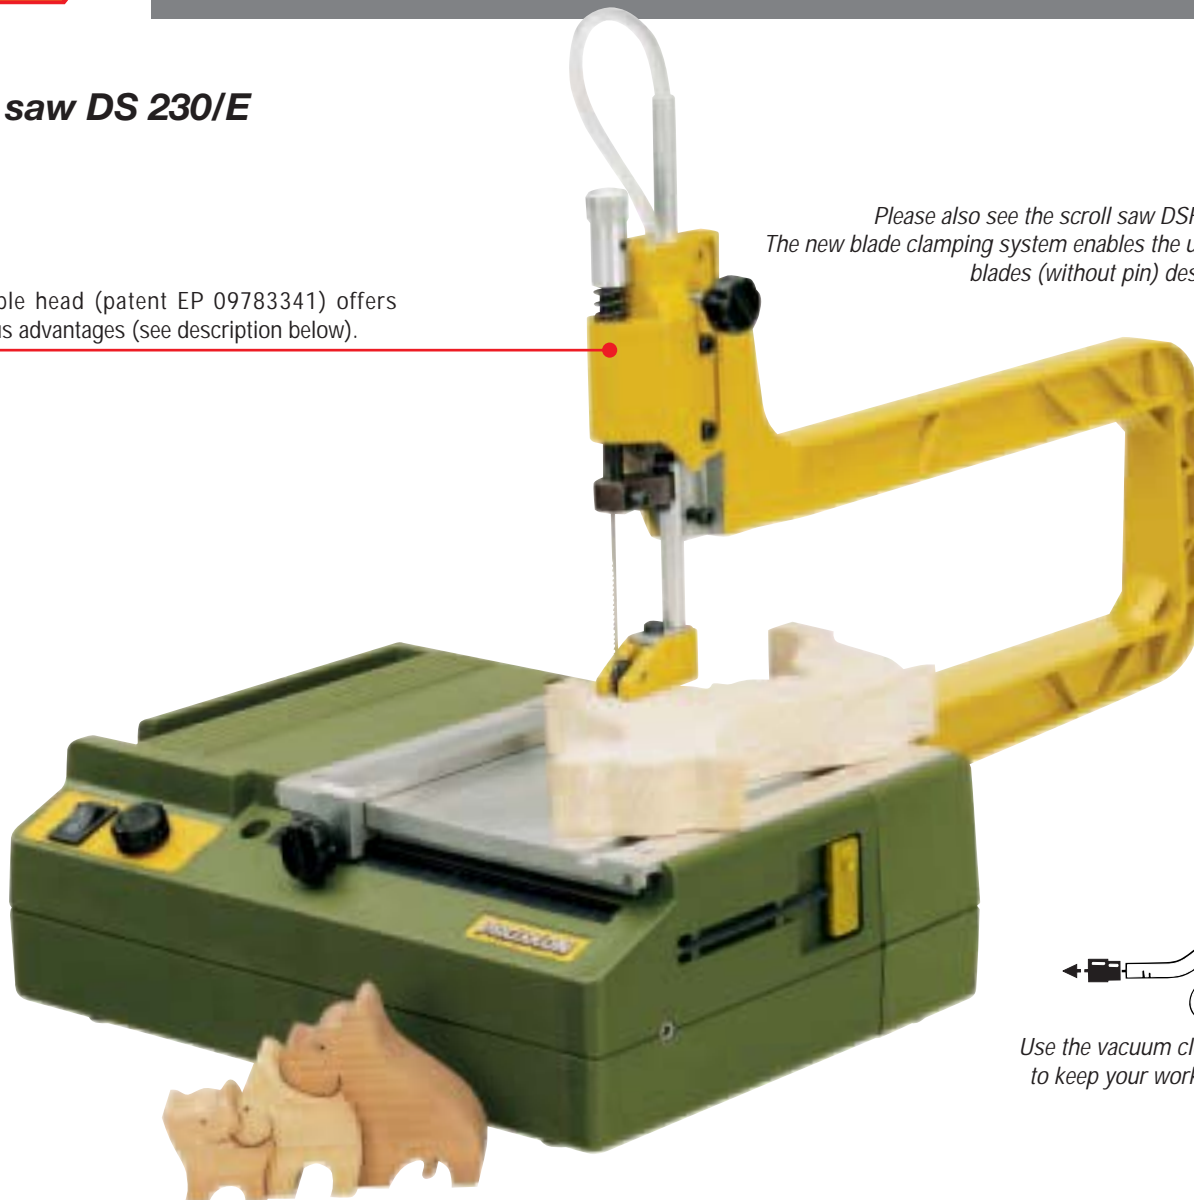 saw DS 230/E
Please also see the scroll saw DSH
The new blade clamping system enables the u
blades (without pin) des
ble head (patent EP 09783341) offers
us advantages (see description below).
PROXXON
Use the vacuum cl
to keep your work